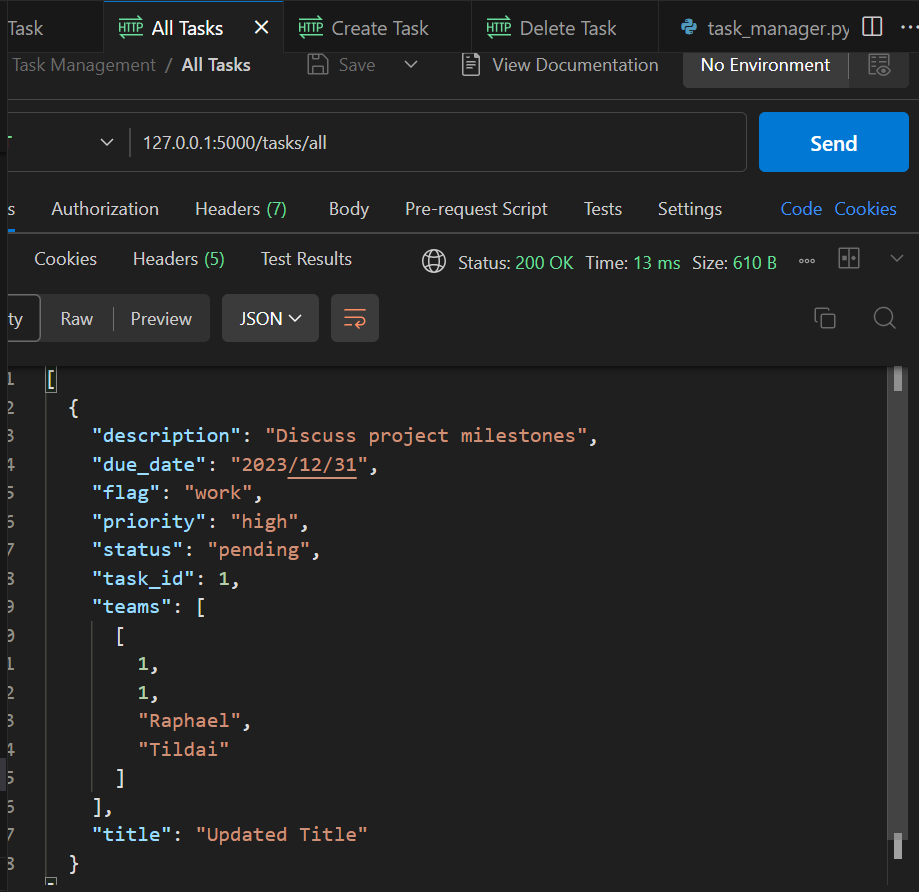 Task
HTTP All Tasks
HTTP Create Task
HTTP Delete Task
task_manager.py
Task Management / All Tasks
Save
View Documentation
No Environment
127.0.0.1:5000/tasks/all
Send
s
Authorization
Headers (7)
Body
Pre-request Script
Tests
Settings
Code
Cookies
Cookies
Headers (5)
Test Results
Status: 200 OK Time: 13 ms Size: 610 B
ty
Raw
Preview
JSON
1 [
2 {
3 "description": "Discuss project milestones",
4 "due_date": "2023/12/31",
5 "flag": "work",
6 "priority": "high",
7 "status": "pending",
8 "task_id": 1,
9 "teams": [
0 [
1 1,
2 1,
3 "Raphael",
4 "Tildai"
5 ]
6 ],
7 "title": "Updated Title"
8 }